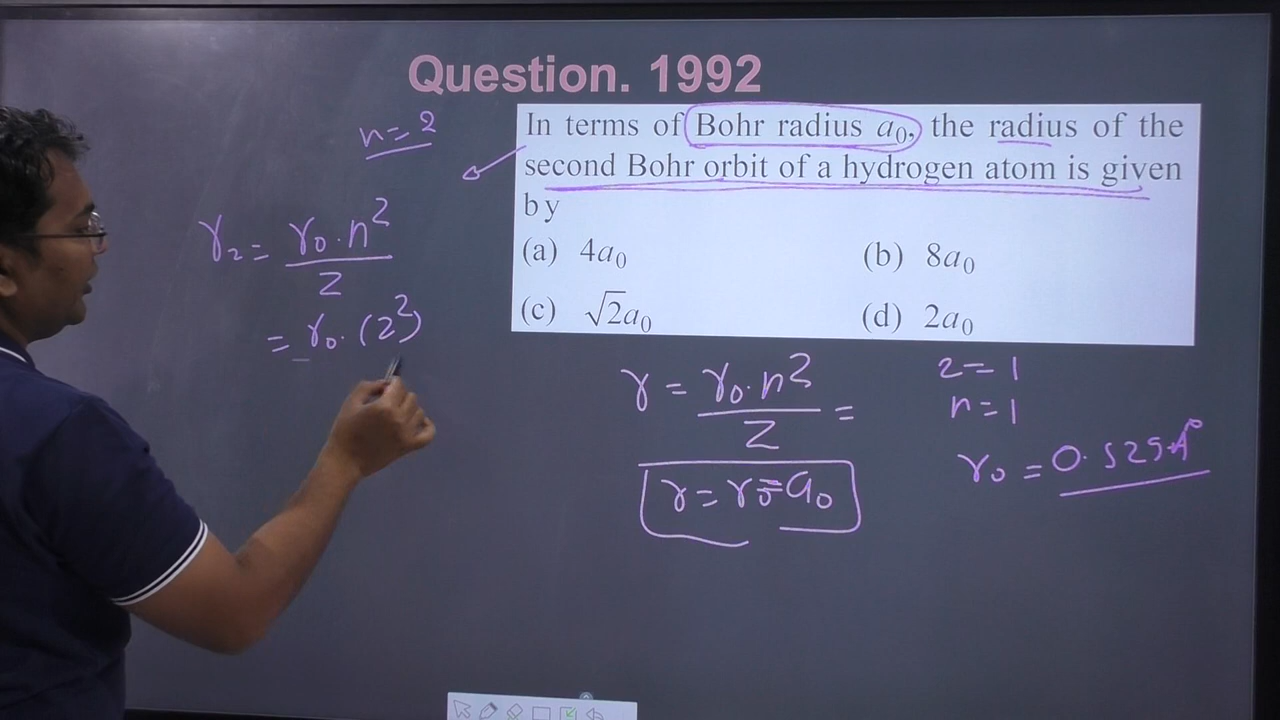 Question. 1992
In terms of Bohr radius a₀, the radius of the
second Bohr orbit of a hydrogen atom is given
by
(a) 4a₀ (b) 8a₀
(c) √2a₀ (d) 2a₀
n = 2
r₂ = r₀·n²/Z
= r₀·(2²)
r = r₀·n²/Z =
r = r₀ = a₀
z = 1
n = 1
r₀ = 0.529 A°